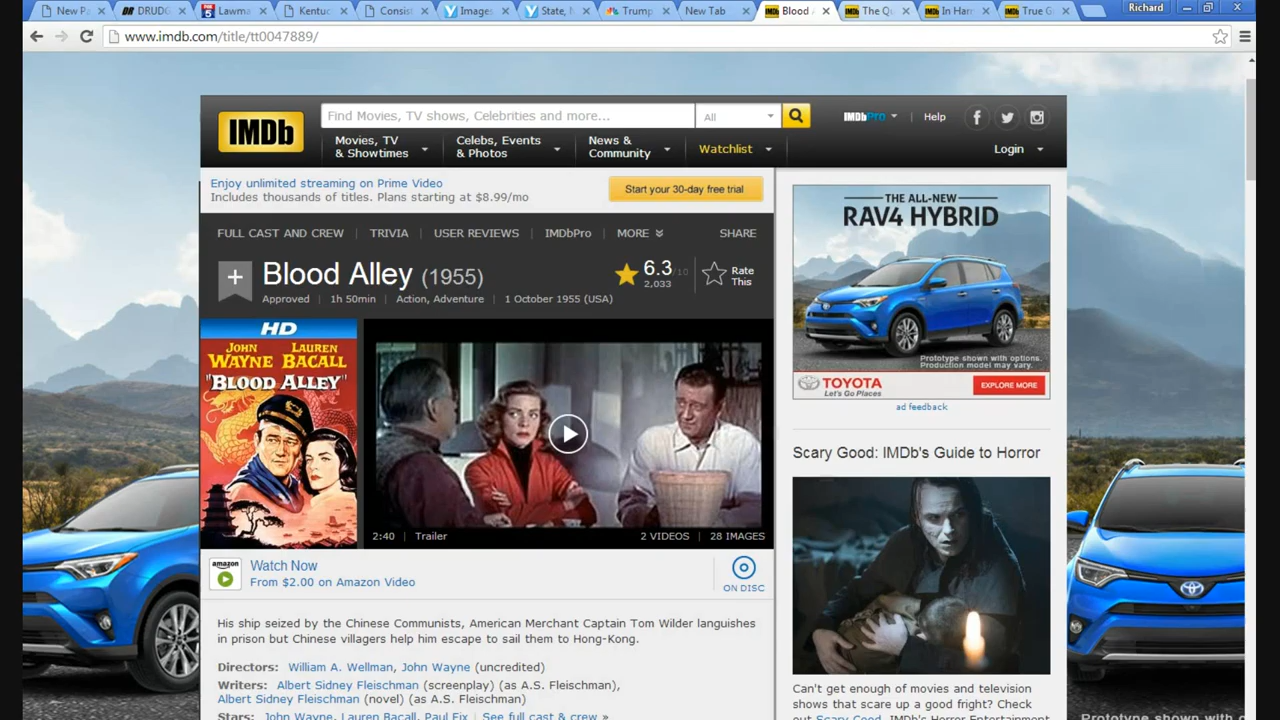 New Pa
DRUDG
Lawma
Kentuc
Consist
Images
State, N
Trump
New Tab
Blood A
The Qu
In Harm
True G
Richard
www.imdb.com/title/tt0047889/
IMDb
Find Movies, TV shows, Celebrities and more...
All
IMDbPro
Help
Movies, TV
& Showtimes
Celebs, Events
& Photos
News &
Community
Watchlist
Login
Enjoy unlimited streaming on Prime Video
Includes thousands of titles. Plans starting at $8.99/mo
Start your 30-day free trial
FULL CAST AND CREW | TRIVIA | USER REVIEWS | IMDbPro | MORE
SHARE
Blood Alley (1955)
6.3/10
2,033
Rate
This
Approved | 1h 50min | Action, Adventure | 1 October 1955 (USA)
HD
JOHN WAYNE LAUREN BACALL
"BLOOD ALLEY"
2:40 | Trailer
2 VIDEOS | 28 IMAGES
amazon
Watch Now
From $2.00 on Amazon Video
ON DISC
His ship seized by the Chinese Communists, American Merchant Captain Tom Wilder languishes
in prison but Chinese villagers help him escape to sail them to Hong-Kong.
Directors: William A. Wellman, John Wayne (uncredited)
Writers: Albert Sidney Fleischman (screenplay) (as A.S. Fleischman),
Albert Sidney Fleischman (novel) (as A.S. Fleischman)
Stars: John Wayne, Lauren Bacall, Paul Fix | See full cast & crew »
THE ALL-NEW
RAV4 HYBRID
Prototype shown with options.
Production model may vary.
TOYOTA
Let's Go Places
EXPLORE MORE
ad feedback
Scary Good: IMDb's Guide to Horror
Can't get enough of movies and television
shows that scare up a good fright? Check
out Scary Good, IMDb's Horror Entertainment
Prototype shown with o